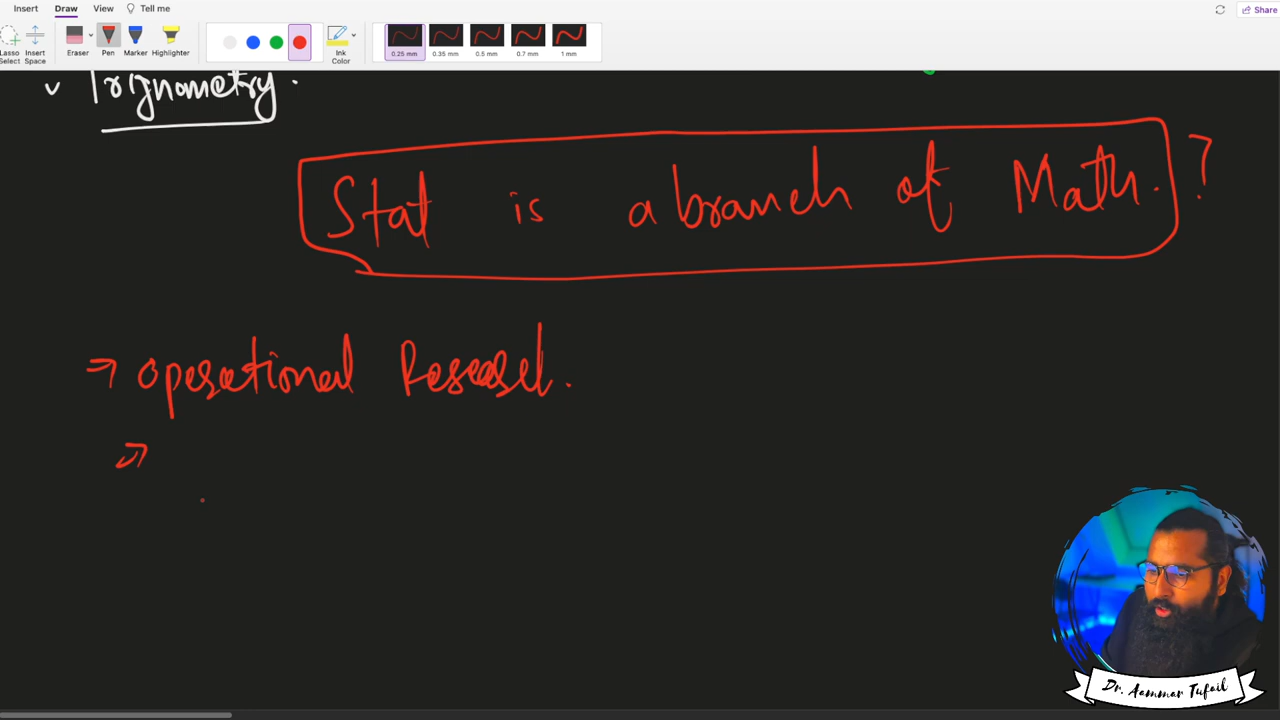 Insert Draw View Tell me
Share
Lasso Select Insert Space Eraser Pen Marker Highlighter Ink Color 0.25 mm 0.35 mm 0.5 mm 0.7 mm 1 mm
Trignometry.
Stat is a branch of Math. ?
→ Operational
→
Dr. Aammar Tufail